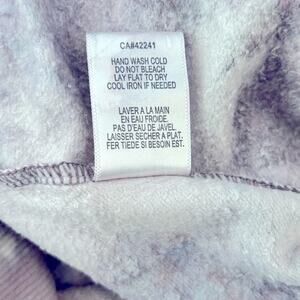 CA#42241
HAND WASH COLD
DO NOT BLEACH
LAY FLAT TO DRY
COOL IRON IF NEEDED
LAVER A LA MAIN
EN EAU FROIDE.
PAS D'EAU DE JAVEL.
LAISSER SECHER A PLAT.
FER TIEDE SI BESOIN EST.